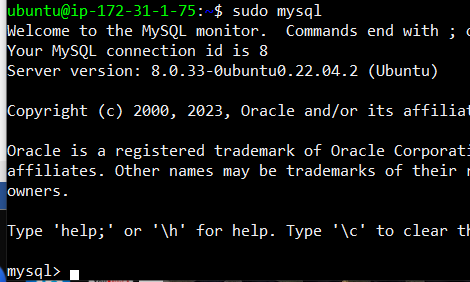 ubuntu@ip-172-31-1-75:~$ sudo mysql
Welcome to the MySQL monitor.  Commands end with ;
Your MySQL connection id is 8
Server version: 8.0.33-0ubuntu0.22.04.2 (Ubuntu)
Copyright (c) 2000, 2023, Oracle and/or its
Oracle is a registered trademark of Oracle
affiliates. Other names may be trademarks of their
owners.
Type 'help;' or '\h' for help. Type '\c' to clear
mysql>